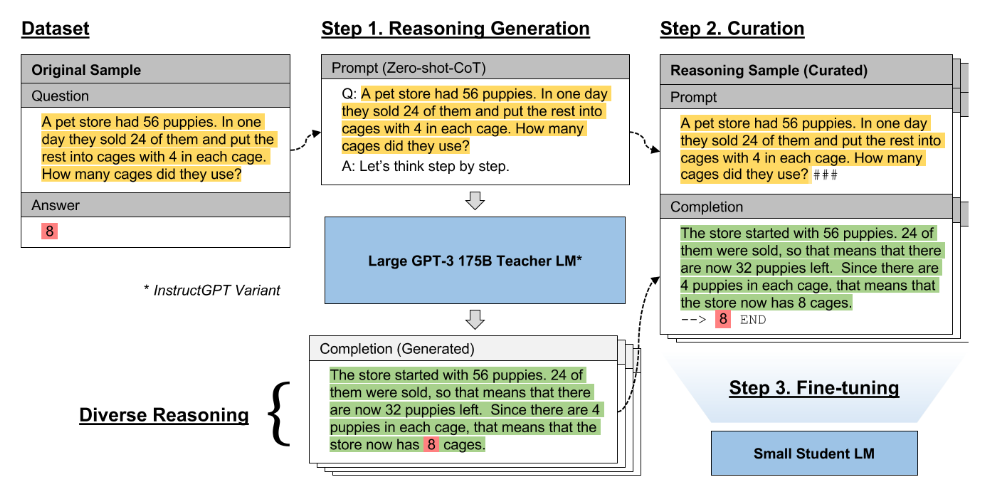 Dataset
Original Sample
Question
A pet store had 56 puppies. In one
day they sold 24 of them and put the
rest into cages with 4 in each cage.
How many cages did they use?
Answer
8
* InstructGPT Variant
Step 1. Reasoning Generation
Prompt (Zero-shot-CoT)
Q: A pet store had 56 puppies. In one day
they sold 24 of them and put the rest into
cages with 4 in each cage. How many
cages did they use?
A: Let's think step by step.
Large GPT-3 175B Teacher LM*
Completion (Generated)
The store started with 56 puppies. 24 of
them were sold, so that means that there
are now 32 puppies left.  Since there are 4
puppies in each cage, that means that the
store now has 8 cages.
Diverse Reasoning
Step 2. Curation
Reasoning Sample (Curated)
Prompt
A pet store had 56 puppies. In one day
they sold 24 of them and put the rest into
cages with 4 in each cage. How many
cages did they use? ###
Completion
The store started with 56 puppies. 24 of
them were sold, so that means that there
are now 32 puppies left.  Since there are
4 puppies in each cage, that means that
the store now has 8 cages.
--> 8 END
Step 3. Fine-tuning
Small Student LM